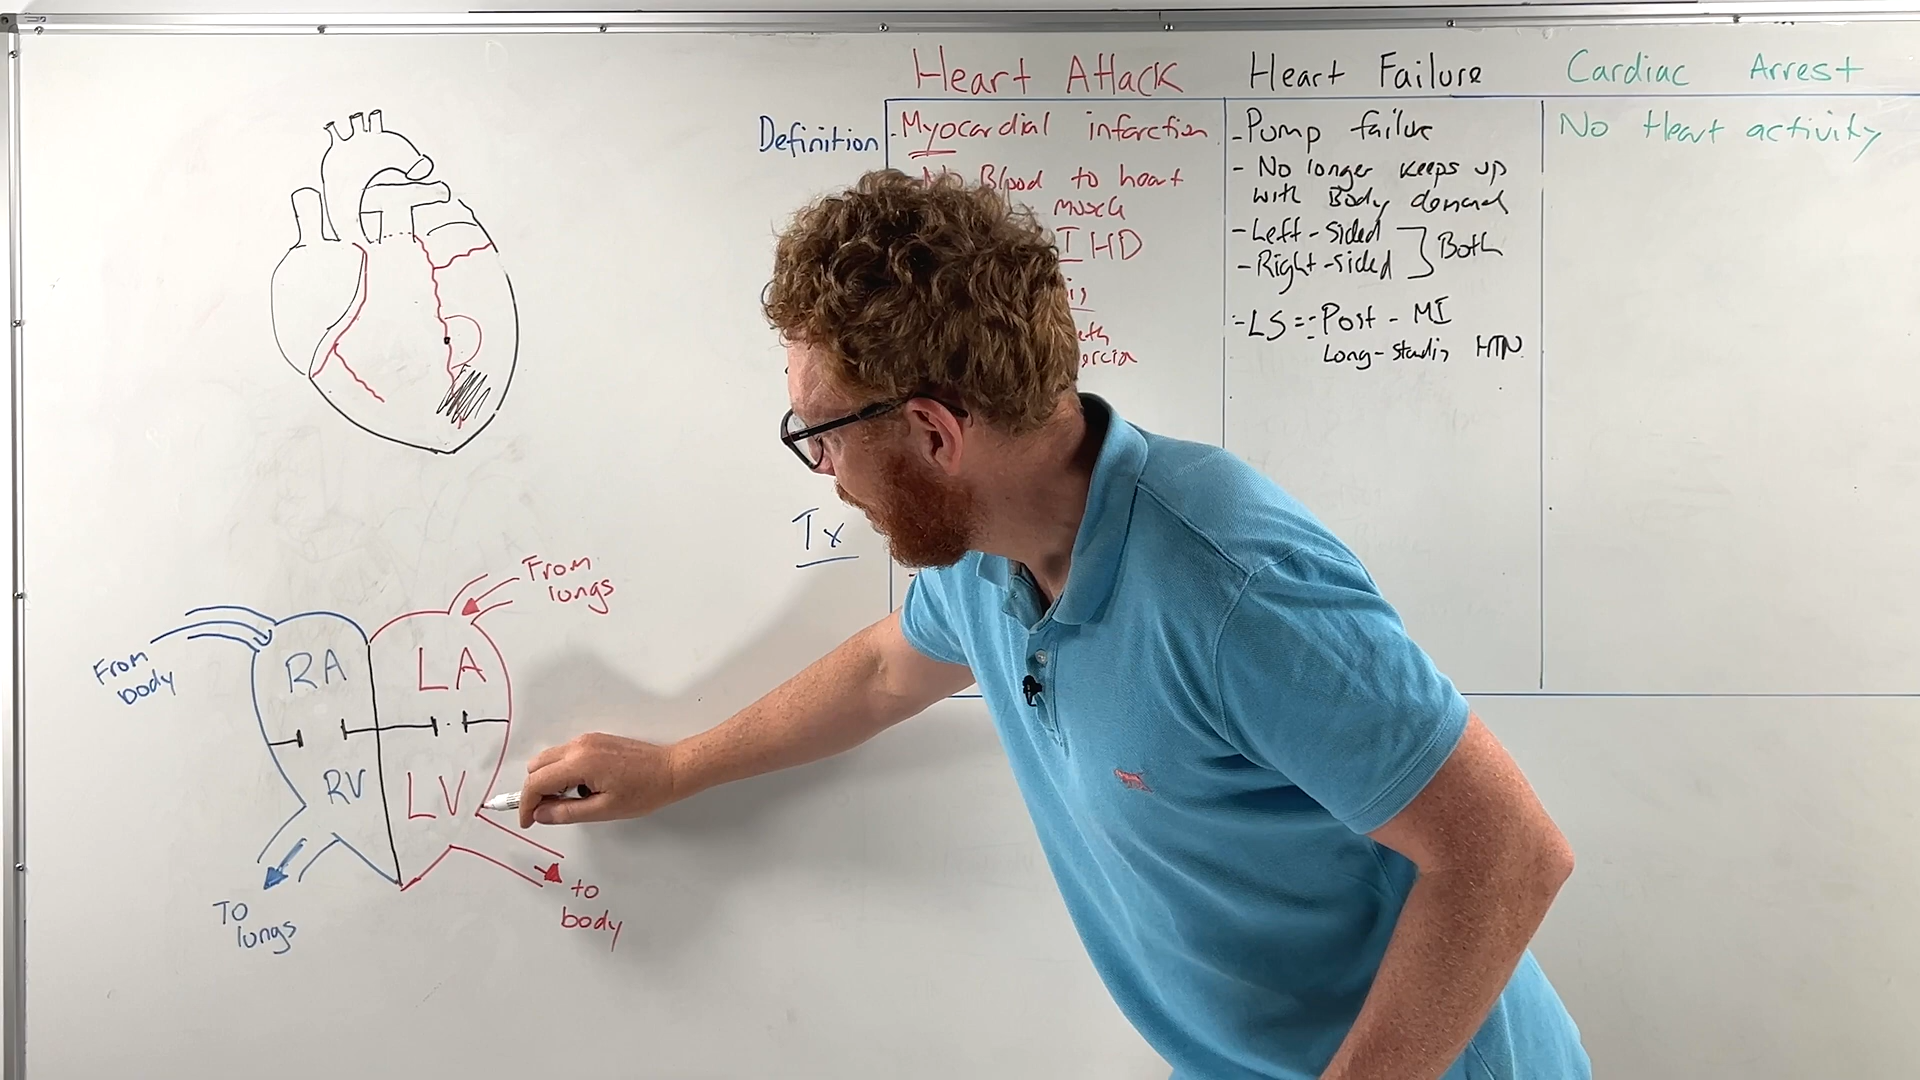 Heart Attack
Heart Failure
Cardiac Arrest
Definition
- Myocardial infarction
No Blood to heart
muscle
IHD
- Pump failure
- No longer keeps up
with Body demand
- Left-sided
- Right-sided
Both
- LS = - Post - MI
Long-standing HTN
No Heart activity
Tx
From
lungs
From
body
RA
LA
RV
LV
To
lungs
to
body